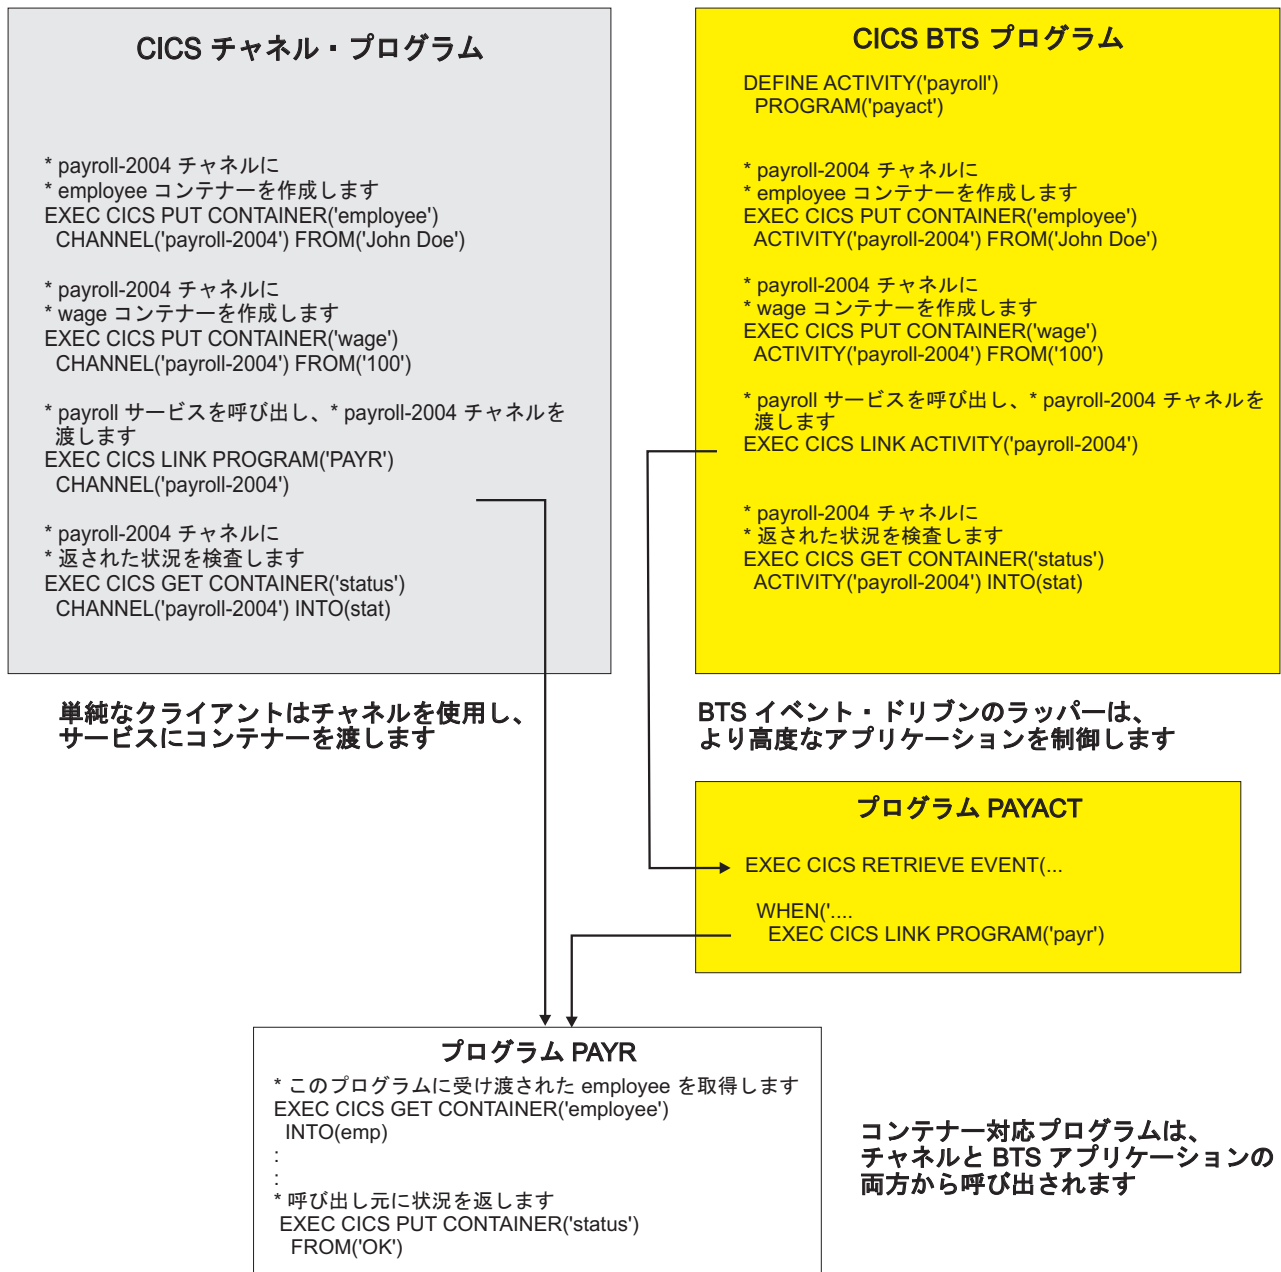 CICS チャネル・プログラム
* payroll-2004 チャネルに
* employee コンテナーを作成します
EXEC CICS PUT CONTAINER('employee')
CHANNEL('payroll-2004') FROM('John Doe')
* payroll-2004 チャネルに
* wage コンテナーを作成します
EXEC CICS PUT CONTAINER('wage')
CHANNEL('payroll-2004') FROM('100')
* payroll サービスを呼び出し、* payroll-2004 チャネルを
渡します
EXEC CICS LINK PROGRAM('PAYR')
CHANNEL('payroll-2004')
* payroll-2004 チャネルに
* 返された状況を検査します
EXEC CICS GET CONTAINER('status')
CHANNEL('payroll-2004') INTO(stat)
単純なクライアントはチャネルを使用し、
サービスにコンテナーを渡します
CICS BTS プログラム
DEFINE ACTIVITY('payroll')
PROGRAM('payact')
* payroll-2004 チャネルに
* employee コンテナーを作成します
EXEC CICS PUT CONTAINER('employee')
ACTIVITY('payroll-2004') FROM('John Doe')
* payroll-2004 チャネルに
* wage コンテナーを作成します
EXEC CICS PUT CONTAINER('wage')
ACTIVITY('payroll-2004') FROM('100')
* payroll サービスを呼び出し、* payroll-2004 チャネルを
渡します
EXEC CICS LINK ACTIVITY('payroll-2004')
* payroll-2004 チャネルに
* 返された状況を検査します
EXEC CICS GET CONTAINER('status')
ACTIVITY('payroll-2004') INTO(stat)
BTS イベント・ドリブンのラッパーは、
より高度なアプリケーションを制御します
プログラム PAYACT
EXEC CICS RETRIEVE EVENT(...
WHEN('....
EXEC CICS LINK PROGRAM('payr')
プログラム PAYR
* このプログラムに受け渡された employee を取得します
EXEC CICS GET CONTAINER('employee')
INTO(emp)
:
:
* 呼び出し元に状況を返します
EXEC CICS PUT CONTAINER('status')
FROM('OK')
コンテナー対応プログラムは、
チャネルと BTS アプリケーションの
両方から呼び出されます